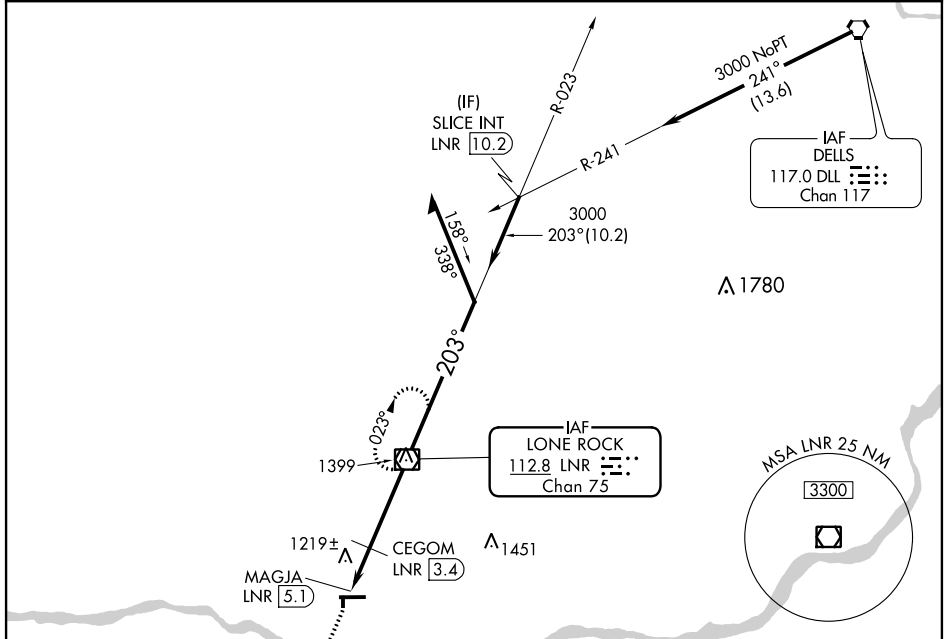 3000 NoPT
241°
(13.6)
R-023
(IF)
SLICE INT
LNR 10.2
R-241
IAF
DELLS
117.0 DLL
Chan 117
3000
203°(10.2)
158°
338°
1780
203°
023°
IAF
LONE ROCK
112.8 LNR
Chan 75
1399
MSA LNR 25 NM
3300
1219±
CEGOM
LNR 3.4
1451
MAGJA
LNR 5.1